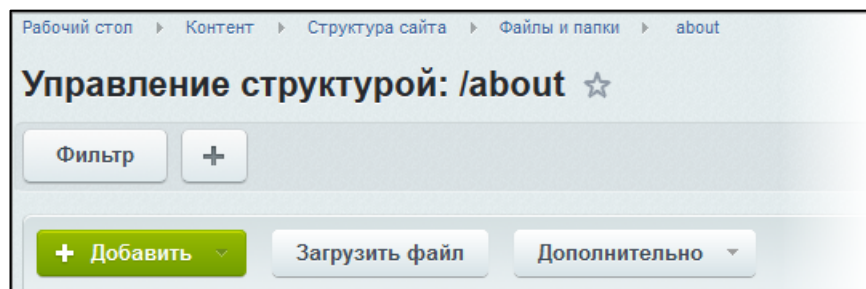 Рабочий стол Контент Структура сайта Файлы и папки about
Управление структурой: /about
Фильтр +
+ Добавить Загрузить файл Дополнительно